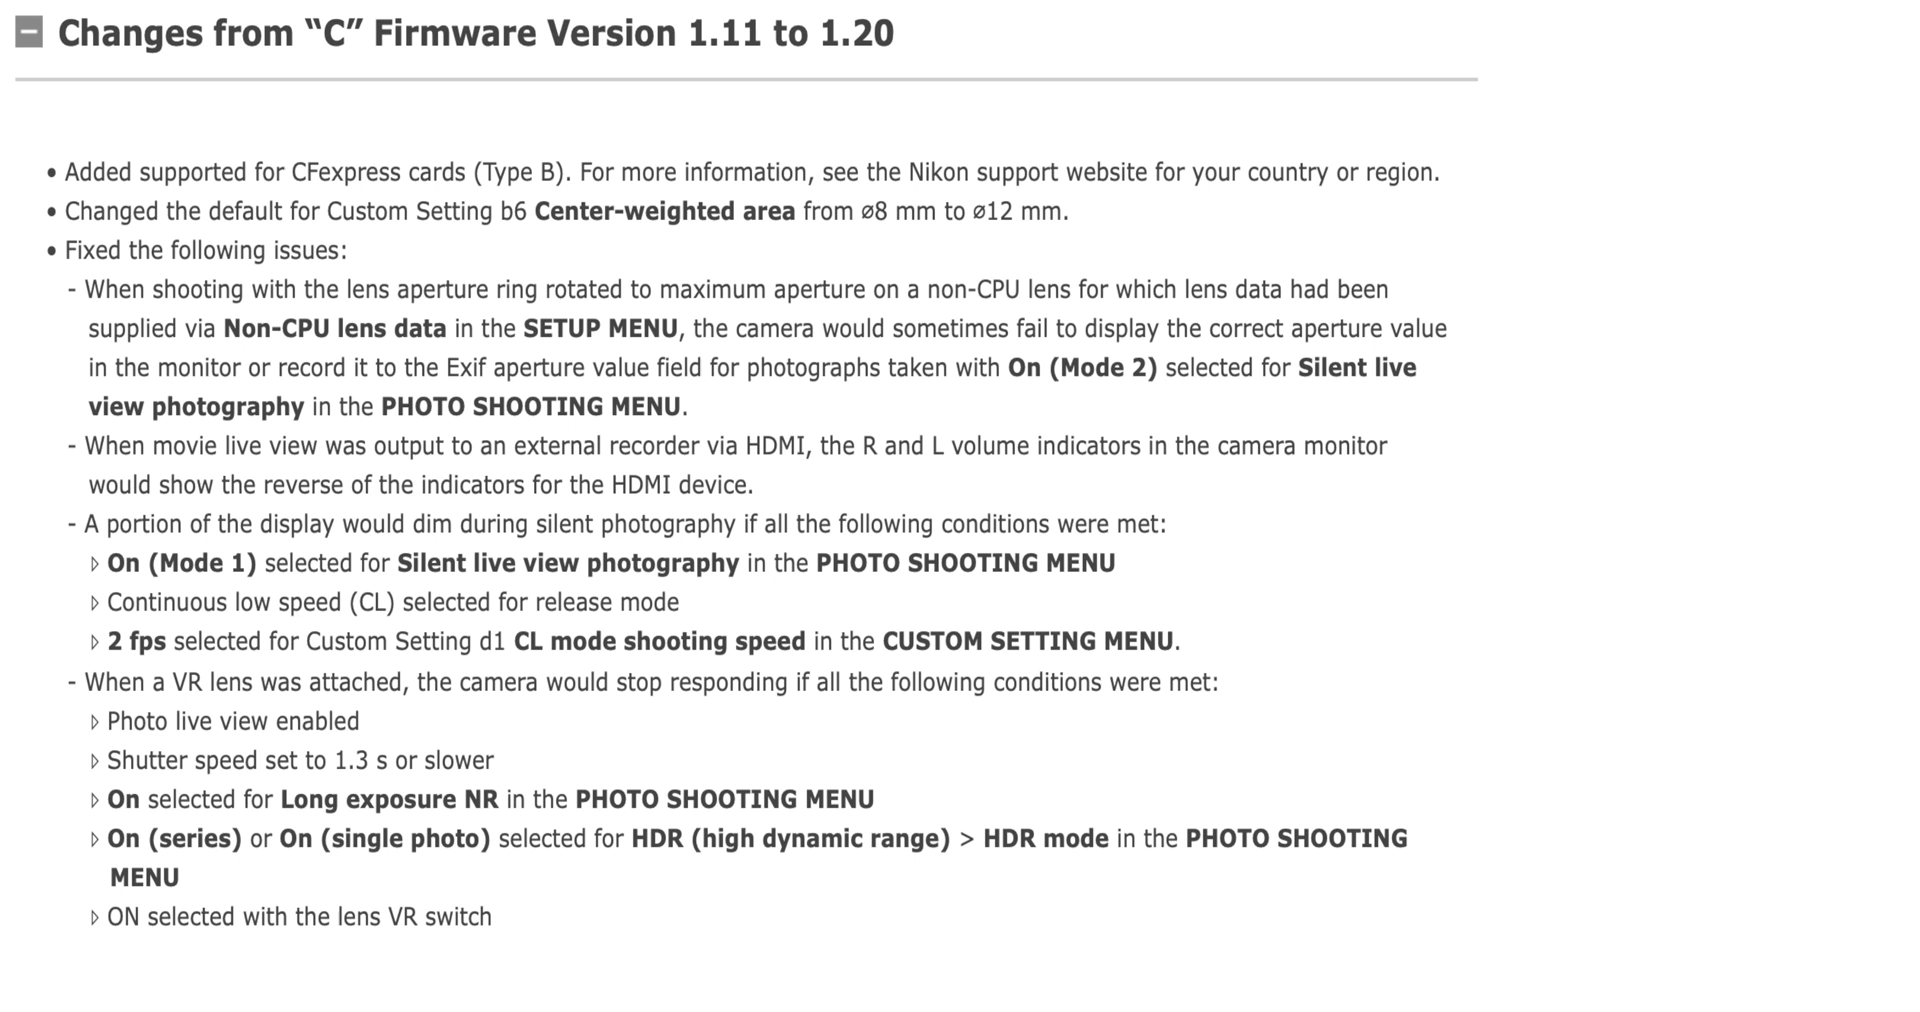 Changes from “C” Firmware Version 1.11 to 1.20
• Added supported for CFexpress cards (Type B). For more information, see the Nikon support website for your country or region.
• Changed the default for Custom Setting b6 Center-weighted area from ø8 mm to ø12 mm.
• Fixed the following issues:
- When shooting with the lens aperture ring rotated to maximum aperture on a non-CPU lens for which lens data had been
supplied via Non-CPU lens data in the SETUP MENU, the camera would sometimes fail to display the correct aperture value
in the monitor or record it to the Exif aperture value field for photographs taken with On (Mode 2) selected for Silent live
view photography in the PHOTO SHOOTING MENU.
- When movie live view was output to an external recorder via HDMI, the R and L volume indicators in the camera monitor
would show the reverse of the indicators for the HDMI device.
- A portion of the display would dim during silent photography if all the following conditions were met:
▹ On (Mode 1) selected for Silent live view photography in the PHOTO SHOOTING MENU
▹ Continuous low speed (CL) selected for release mode
▹ 2 fps selected for Custom Setting d1 CL mode shooting speed in the CUSTOM SETTING MENU.
- When a VR lens was attached, the camera would stop responding if all the following conditions were met:
▹ Photo live view enabled
▹ Shutter speed set to 1.3 s or slower
▹ On selected for Long exposure NR in the PHOTO SHOOTING MENU
▹ On (series) or On (single photo) selected for HDR (high dynamic range) > HDR mode in the PHOTO SHOOTING
MENU
▹ ON selected with the lens VR switch